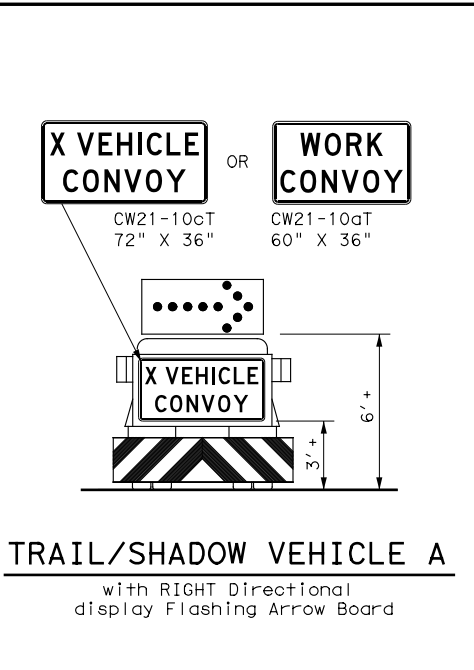 X VEHICLE
CONVOY
OR
WORK
CONVOY
CW21-10cT
72" X 36"
CW21-10aT
60" X 36"
X VEHICLE
CONVOY
3'+
6'+
TRAIL/SHADOW VEHICLE A
with RIGHT Directional
display Flashing Arrow Board